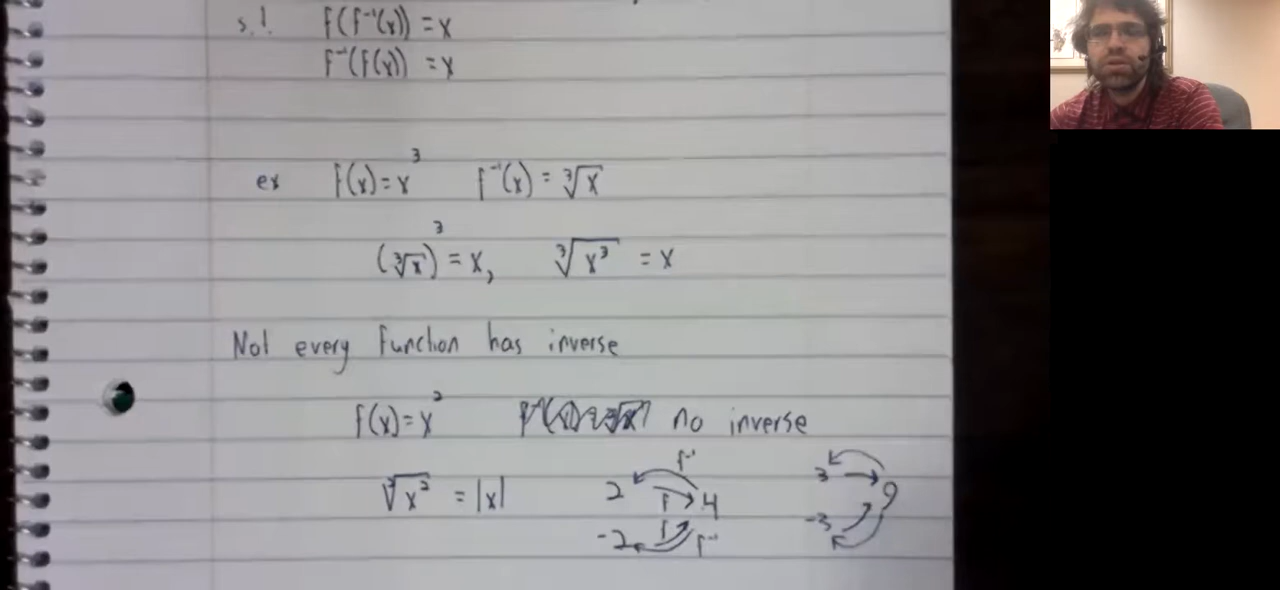 s.t. f(f⁻¹(x)) = x
f⁻¹(f(x)) = x
ex f(x) = x³ f⁻¹(x) = ∛x
(∛x)³ = x, ∛x³ = x
Not every function has inverse
f(x) = x² no inverse
√x² = |x|
f⁻¹
2 f 4
-2 f f⁻¹
3 9
-3